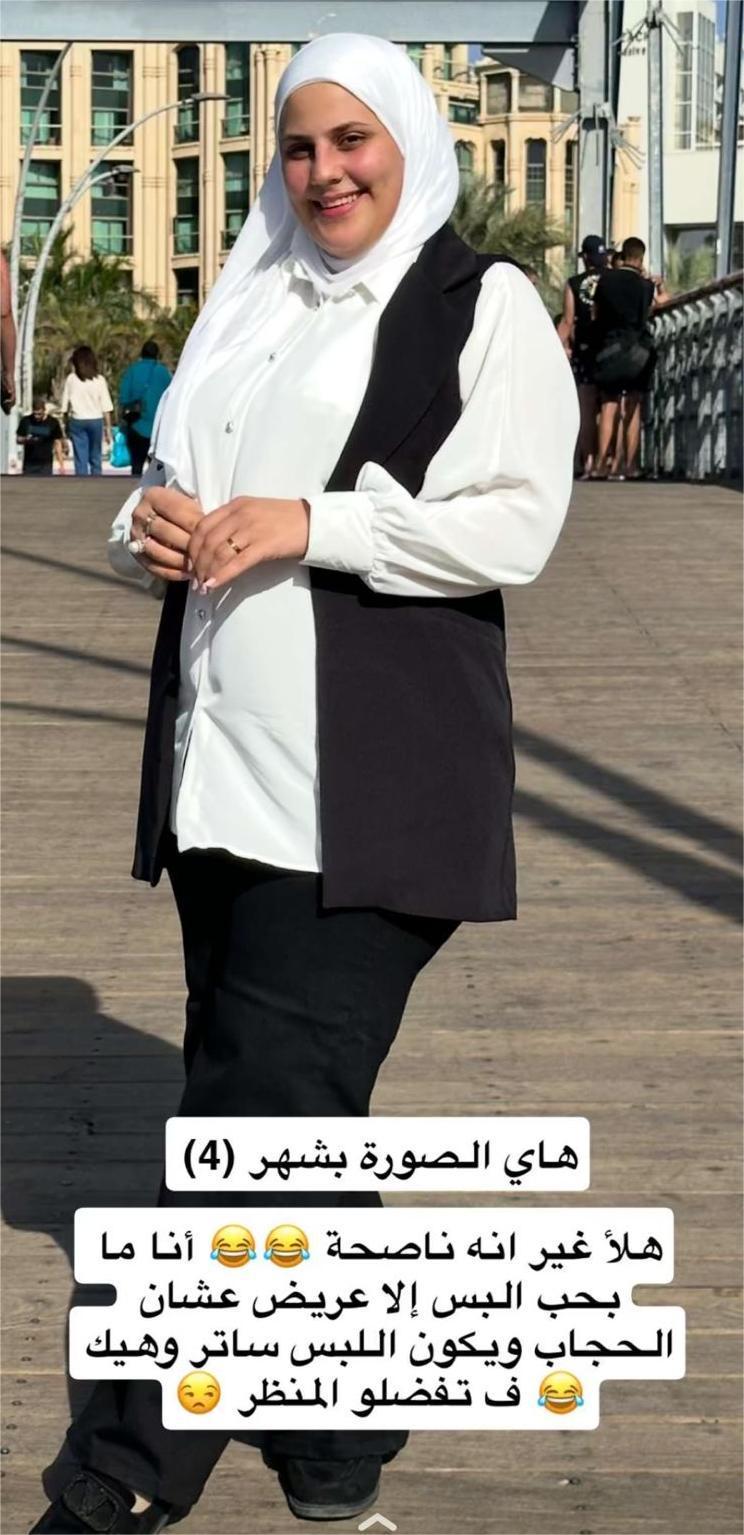 هاي الصورة بشهر (4)
هلأ غير انه ناصحة 😂😂 أنا ما
بحب البس إلا عريض عشان
الحجاب ويكون اللبس ساتر وهيك
😂 ف تفضلو المنظر 😒